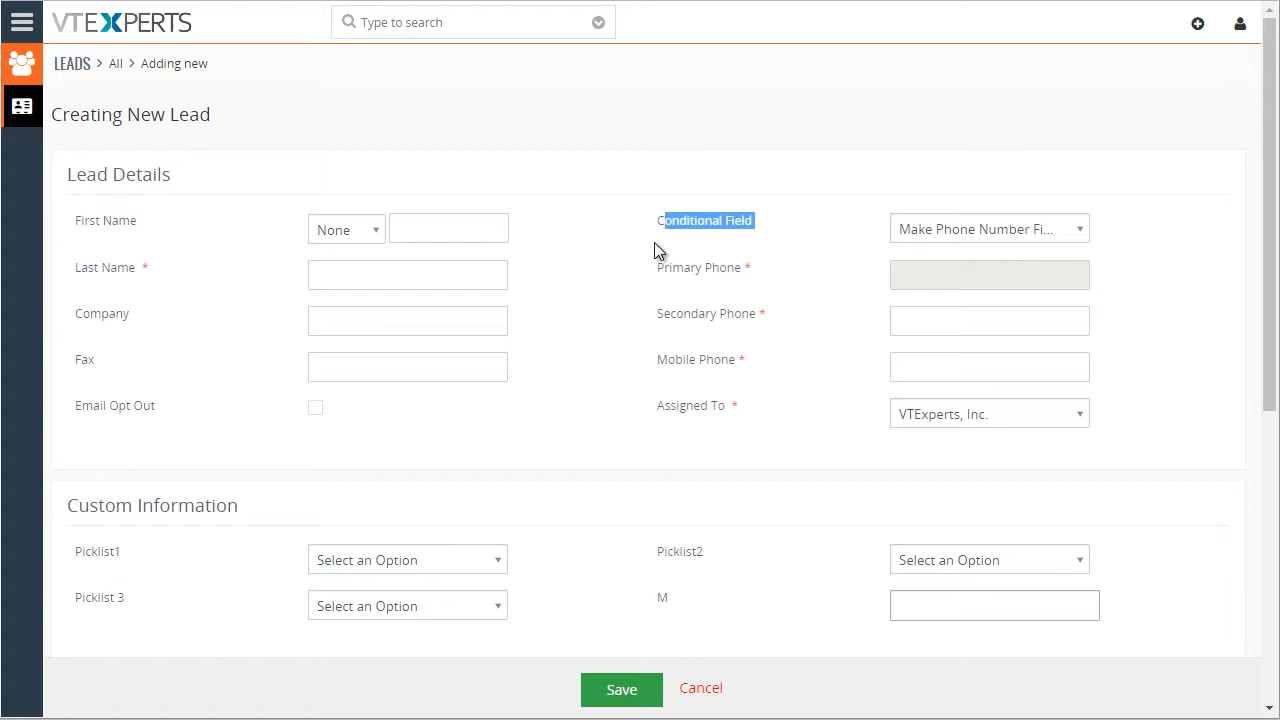 VTEXPERTS
Type to search
LEADS > All > Adding new
Creating New Lead
Lead Details
First Name
None
Conditional Field
Make Phone Number Fi...
Last Name *
Primary Phone *
Company
Secondary Phone *
Fax
Mobile Phone *
Email Opt Out
Assigned To *
VTExperts, Inc.
Custom Information
Picklist1
Select an Option
Picklist2
Select an Option
Picklist 3
Select an Option
M
Save
Cancel